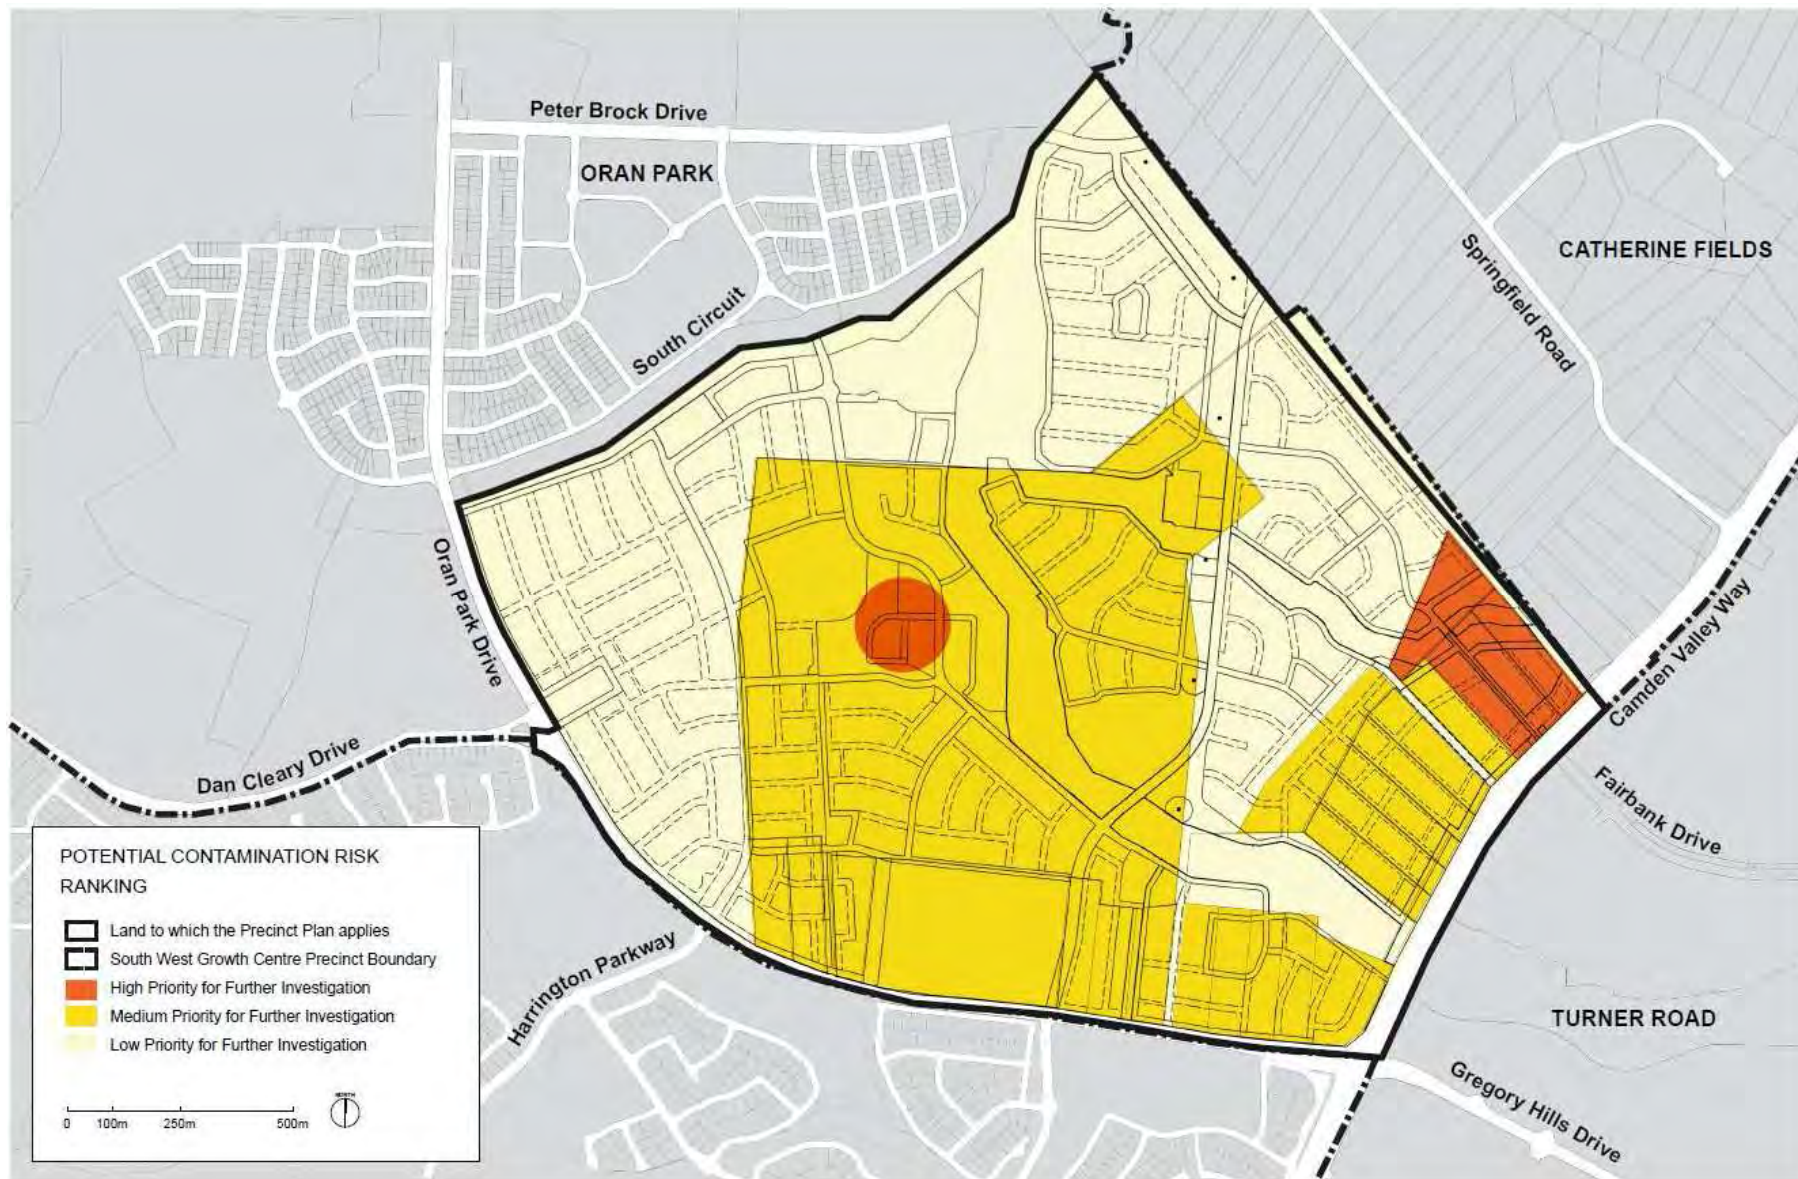 Peter Brock Drive
ORAN PARK
CATHERINE FIELDS
Springfield Road
South Circuit
Oran Park Drive
Camden Valley Way
Dan Cleary Drive
Fairbank Drive
Harrington Parkway
TURNER ROAD
Gregory Hills Drive
POTENTIAL CONTAMINATION RISK
RANKING
Land to which the Precinct Plan applies
South West Growth Centre Precinct Boundary
High Priority for Further Investigation
Medium Priority for Further Investigation
Low Priority for Further Investigation
NORTH
0 100m 250m 500m